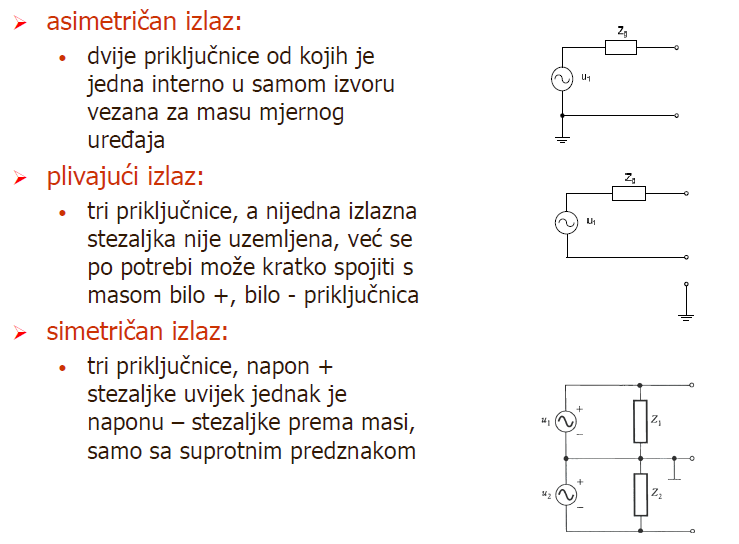 asimetričan izlaz:
dvije priključnice od kojih je
jedna interno u samom izvoru
vezana za masu mjernog
uređaja
Zg
u1
plivajući izlaz:
tri priključnice, a nijedna izlazna
stezaljka nije uzemljena, već se
po potrebi može kratko spojiti s
masom bilo +, bilo - priključnica
Zg
u1
simetričan izlaz:
tri priključnice, napon +
stezaljke uvijek jednak je
naponu – stezaljke prema masi,
samo sa suprotnim predznakom
u1
+
–
Z1
u2
+
–
Z2